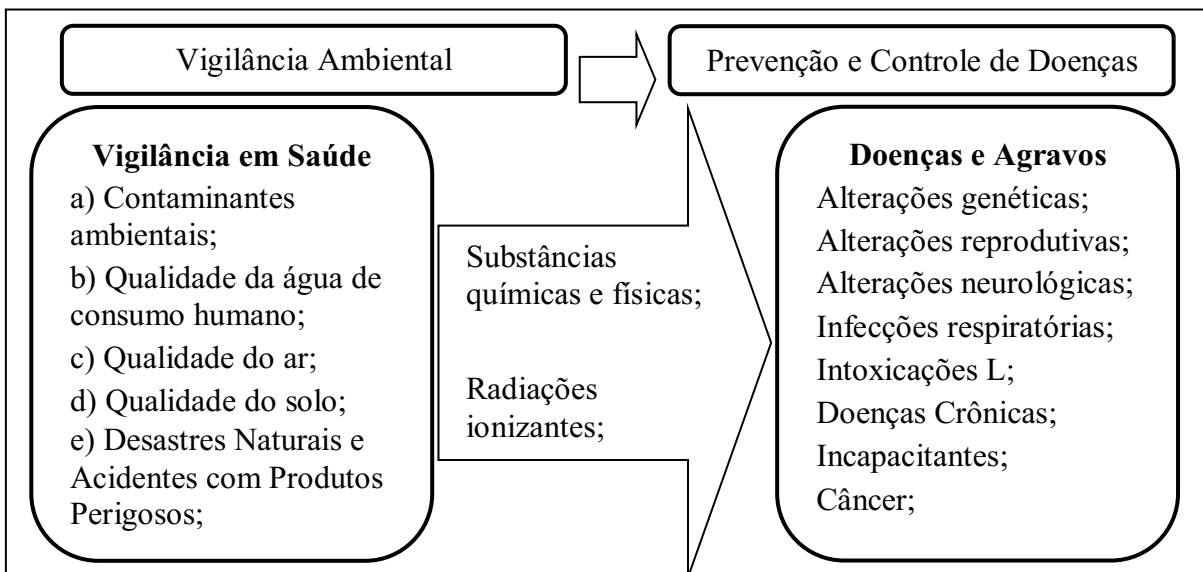 Vigilância Ambiental
Prevenção e Controle de Doenças
Vigilância em Saúde
a) Contaminantes
ambientais;
b) Qualidade da água de
consumo humano;
c) Qualidade do ar;
d) Qualidade do solo;
e) Desastres Naturais e
Acidentes com Produtos
Perigosos;
Substâncias
químicas e físicas;
Radiações
ionizantes;
Doenças e Agravos
Alterações genéticas;
Alterações reprodutivas;
Alterações neurológicas;
Infecções respiratórias;
Intoxicações L;
Doenças Crônicas;
Incapacitantes;
Câncer;